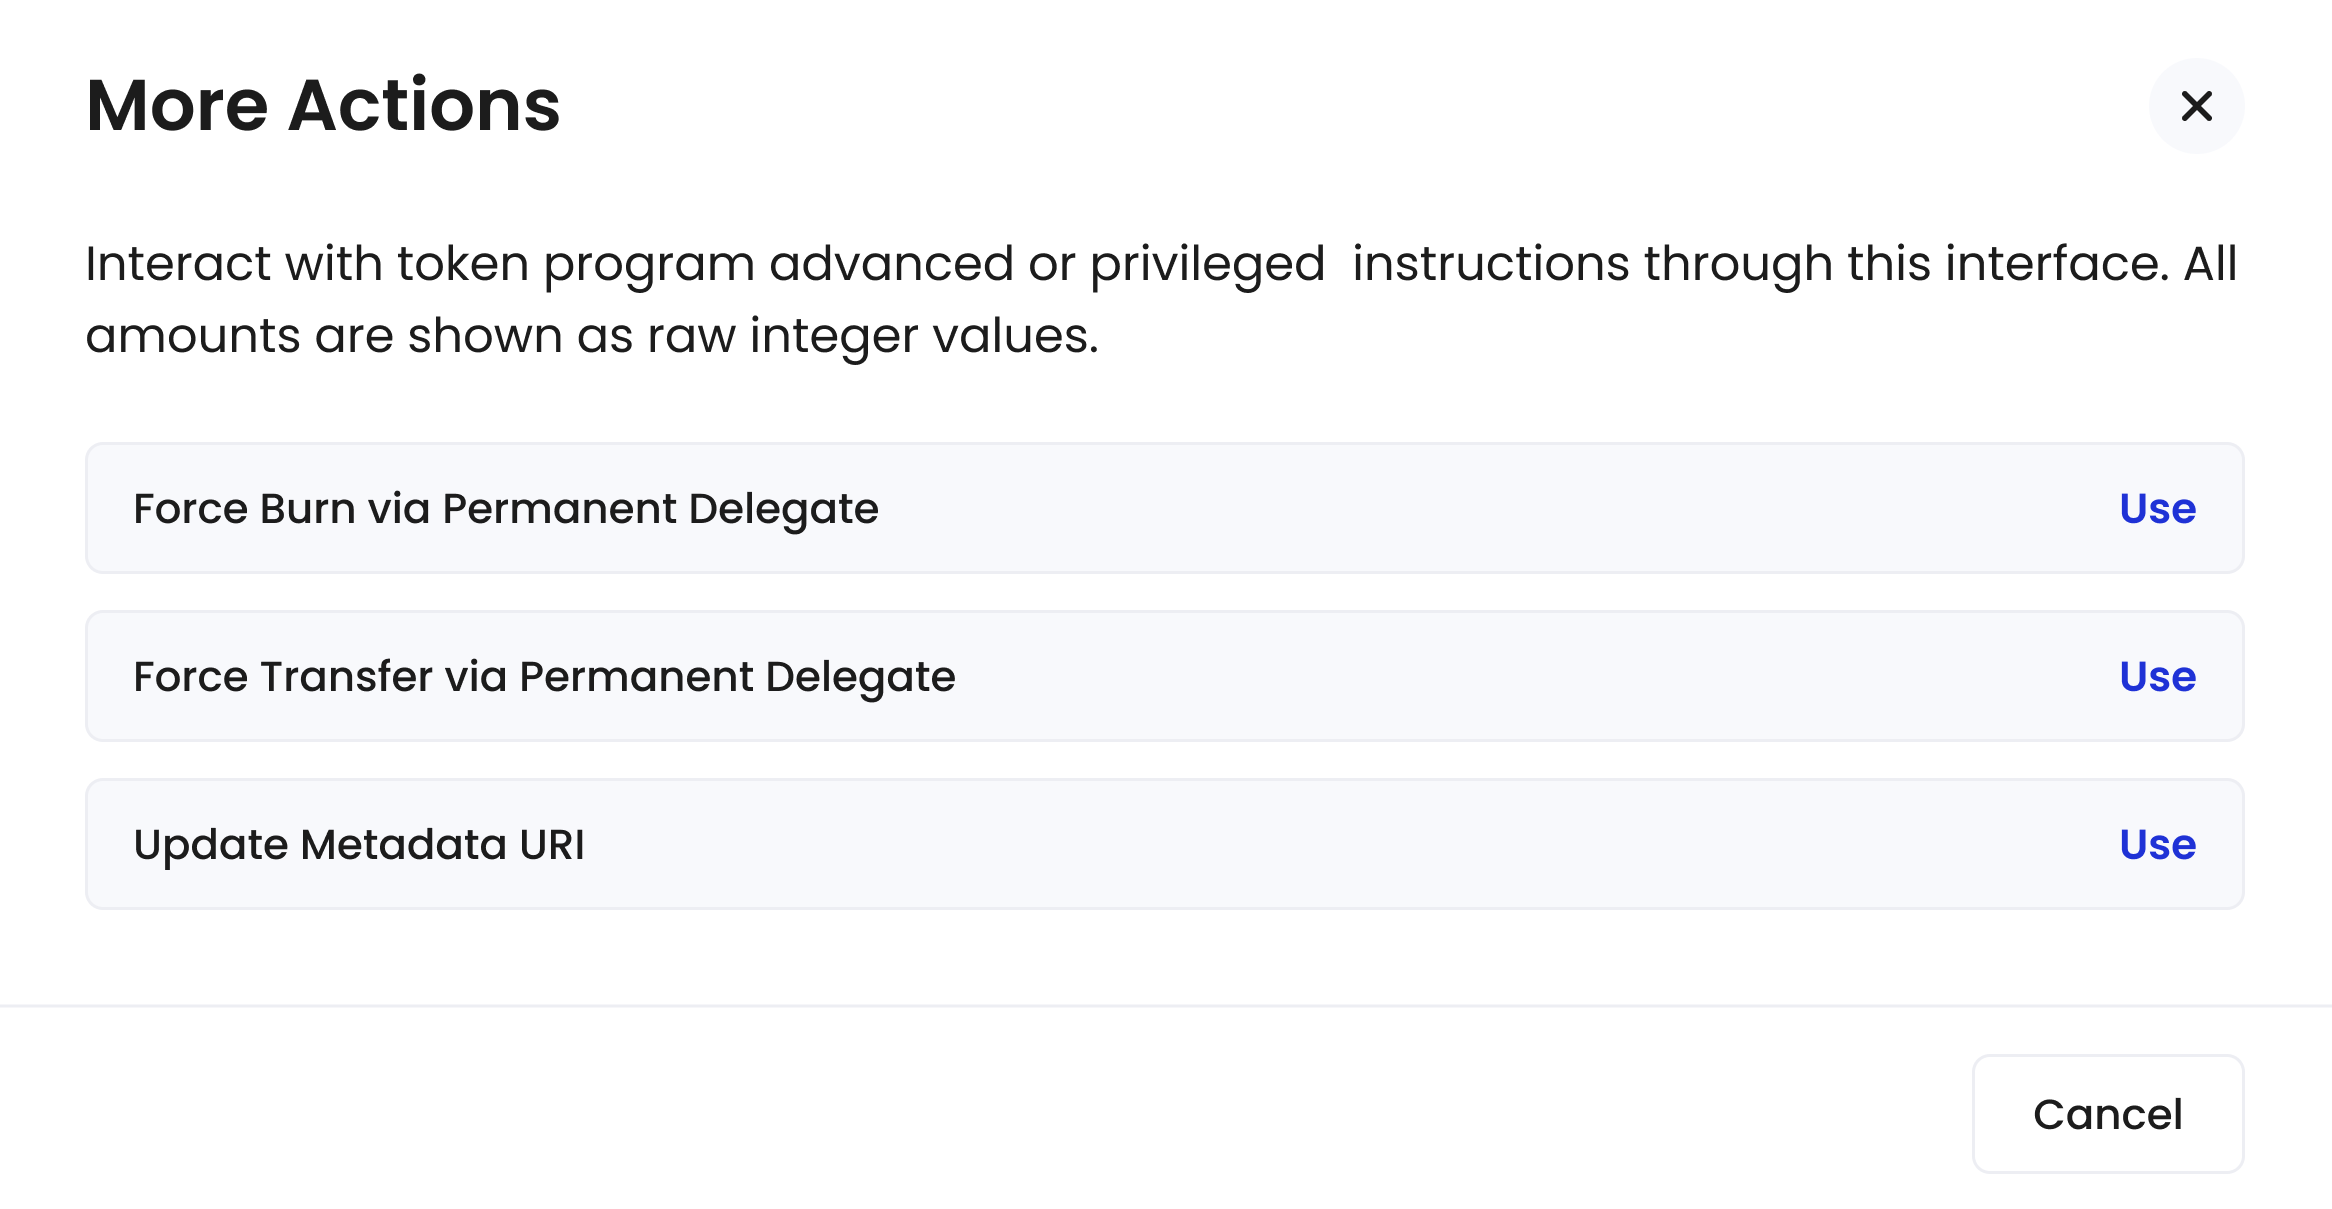 More Actions
Interact with token program advanced or privileged  instructions through this interface. All
amounts are shown as raw integer values.
Force Burn via Permanent Delegate
Use
Force Transfer via Permanent Delegate
Use
Update Metadata URI
Use
Cancel